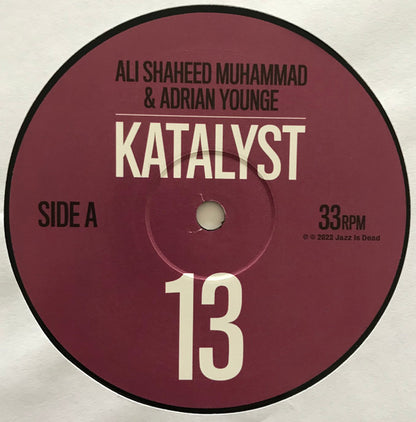 ALI SHAHEED MUHAMMAD
& ADRIAN YOUNGE
KATALYST
SIDE A
33RPM
℗ © 2022 Jazz Is Dead
13